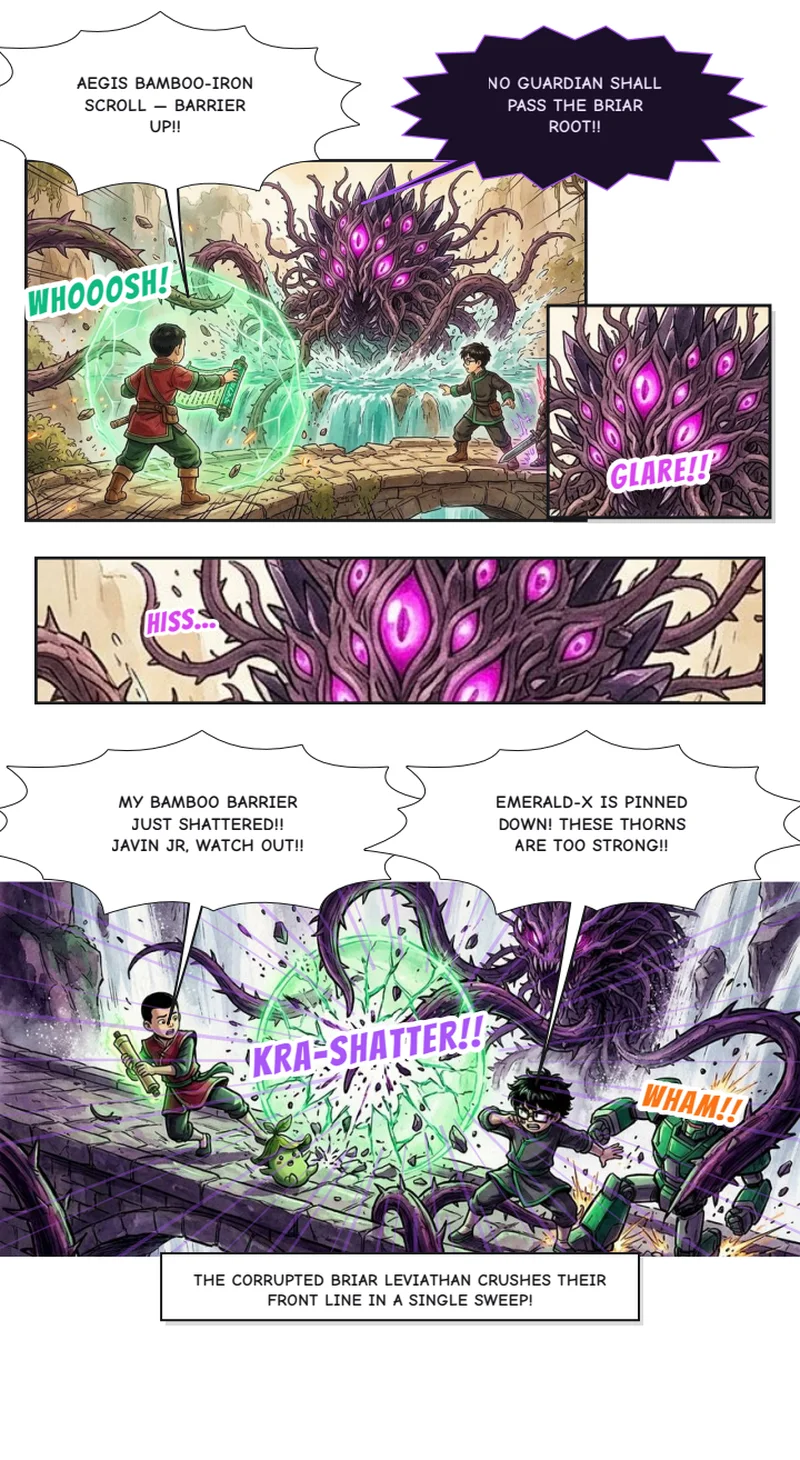 AEGIS BAMBOO-IRON
SCROLL — BARRIER
UP!!
NO GUARDIAN SHALL
PASS THE BRIAR
ROOT!!
WHOOOSH!
GLARE!!
HISS...
MY BAMBOO BARRIER
JUST SHATTERED!!
JAVIN JR, WATCH OUT!!
EMERALD-X IS PINNED
DOWN! THESE THORNS
ARE TOO STRONG!!
KRA-SHATTER!!
WHAM!!
THE CORRUPTED BRIAR LEVIATHAN CRUSHES THEIR
FRONT LINE IN A SINGLE SWEEP!